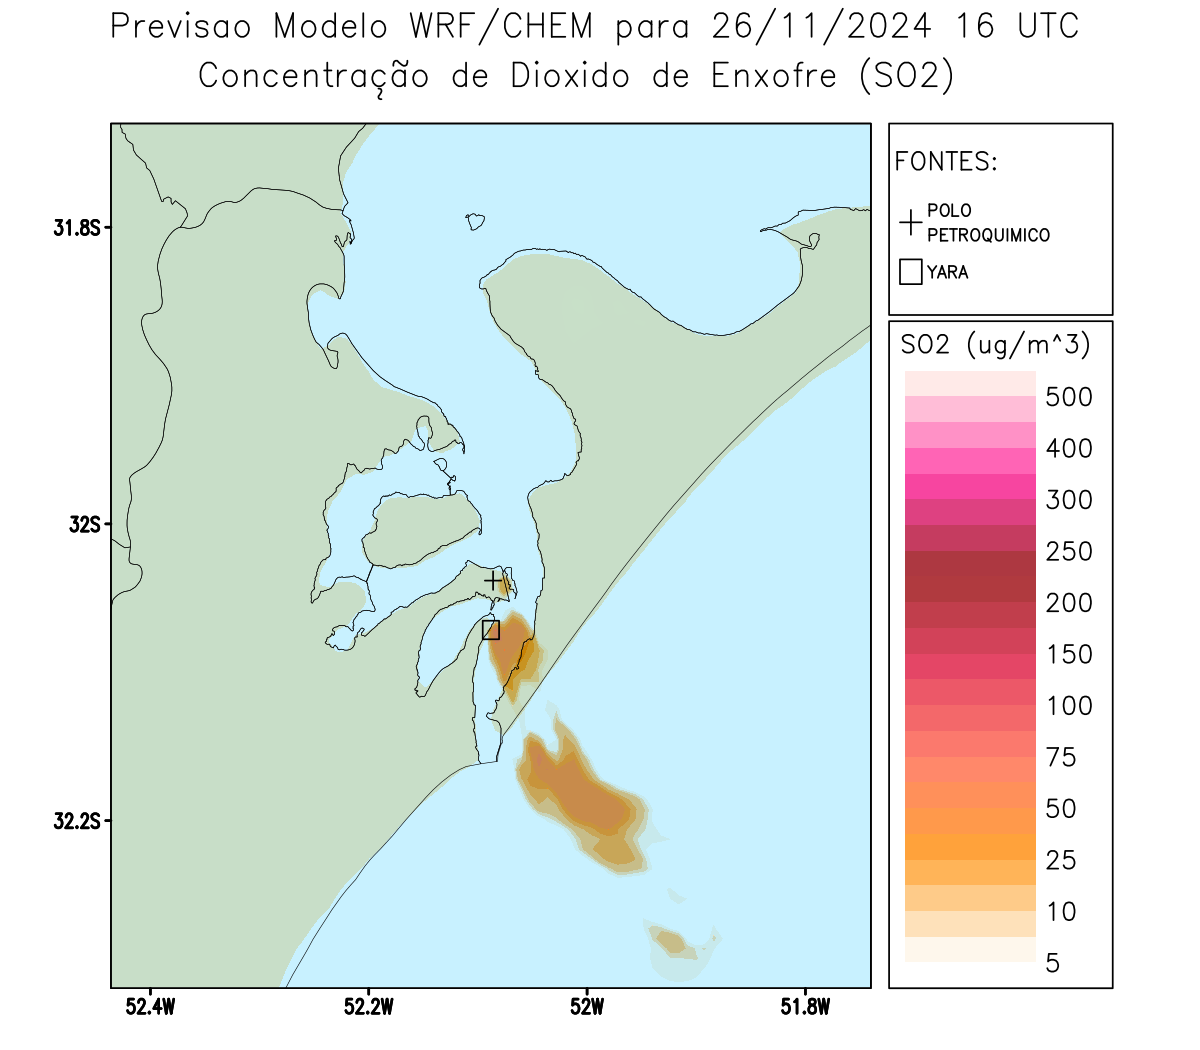 Previsao Modelo WRF/CHEM para 26/11/2024 16 UTC
Concentração de Dioxido de Enxofre (SO2)
FONTES:
POLO
PETROQUIMICO
YARA
31.8S
32S
32.2S
52.4W
52.2W
52W
51.8W
SO2 (ug/m^3)
500
400
300
250
200
150
100
75
50
25
10
5